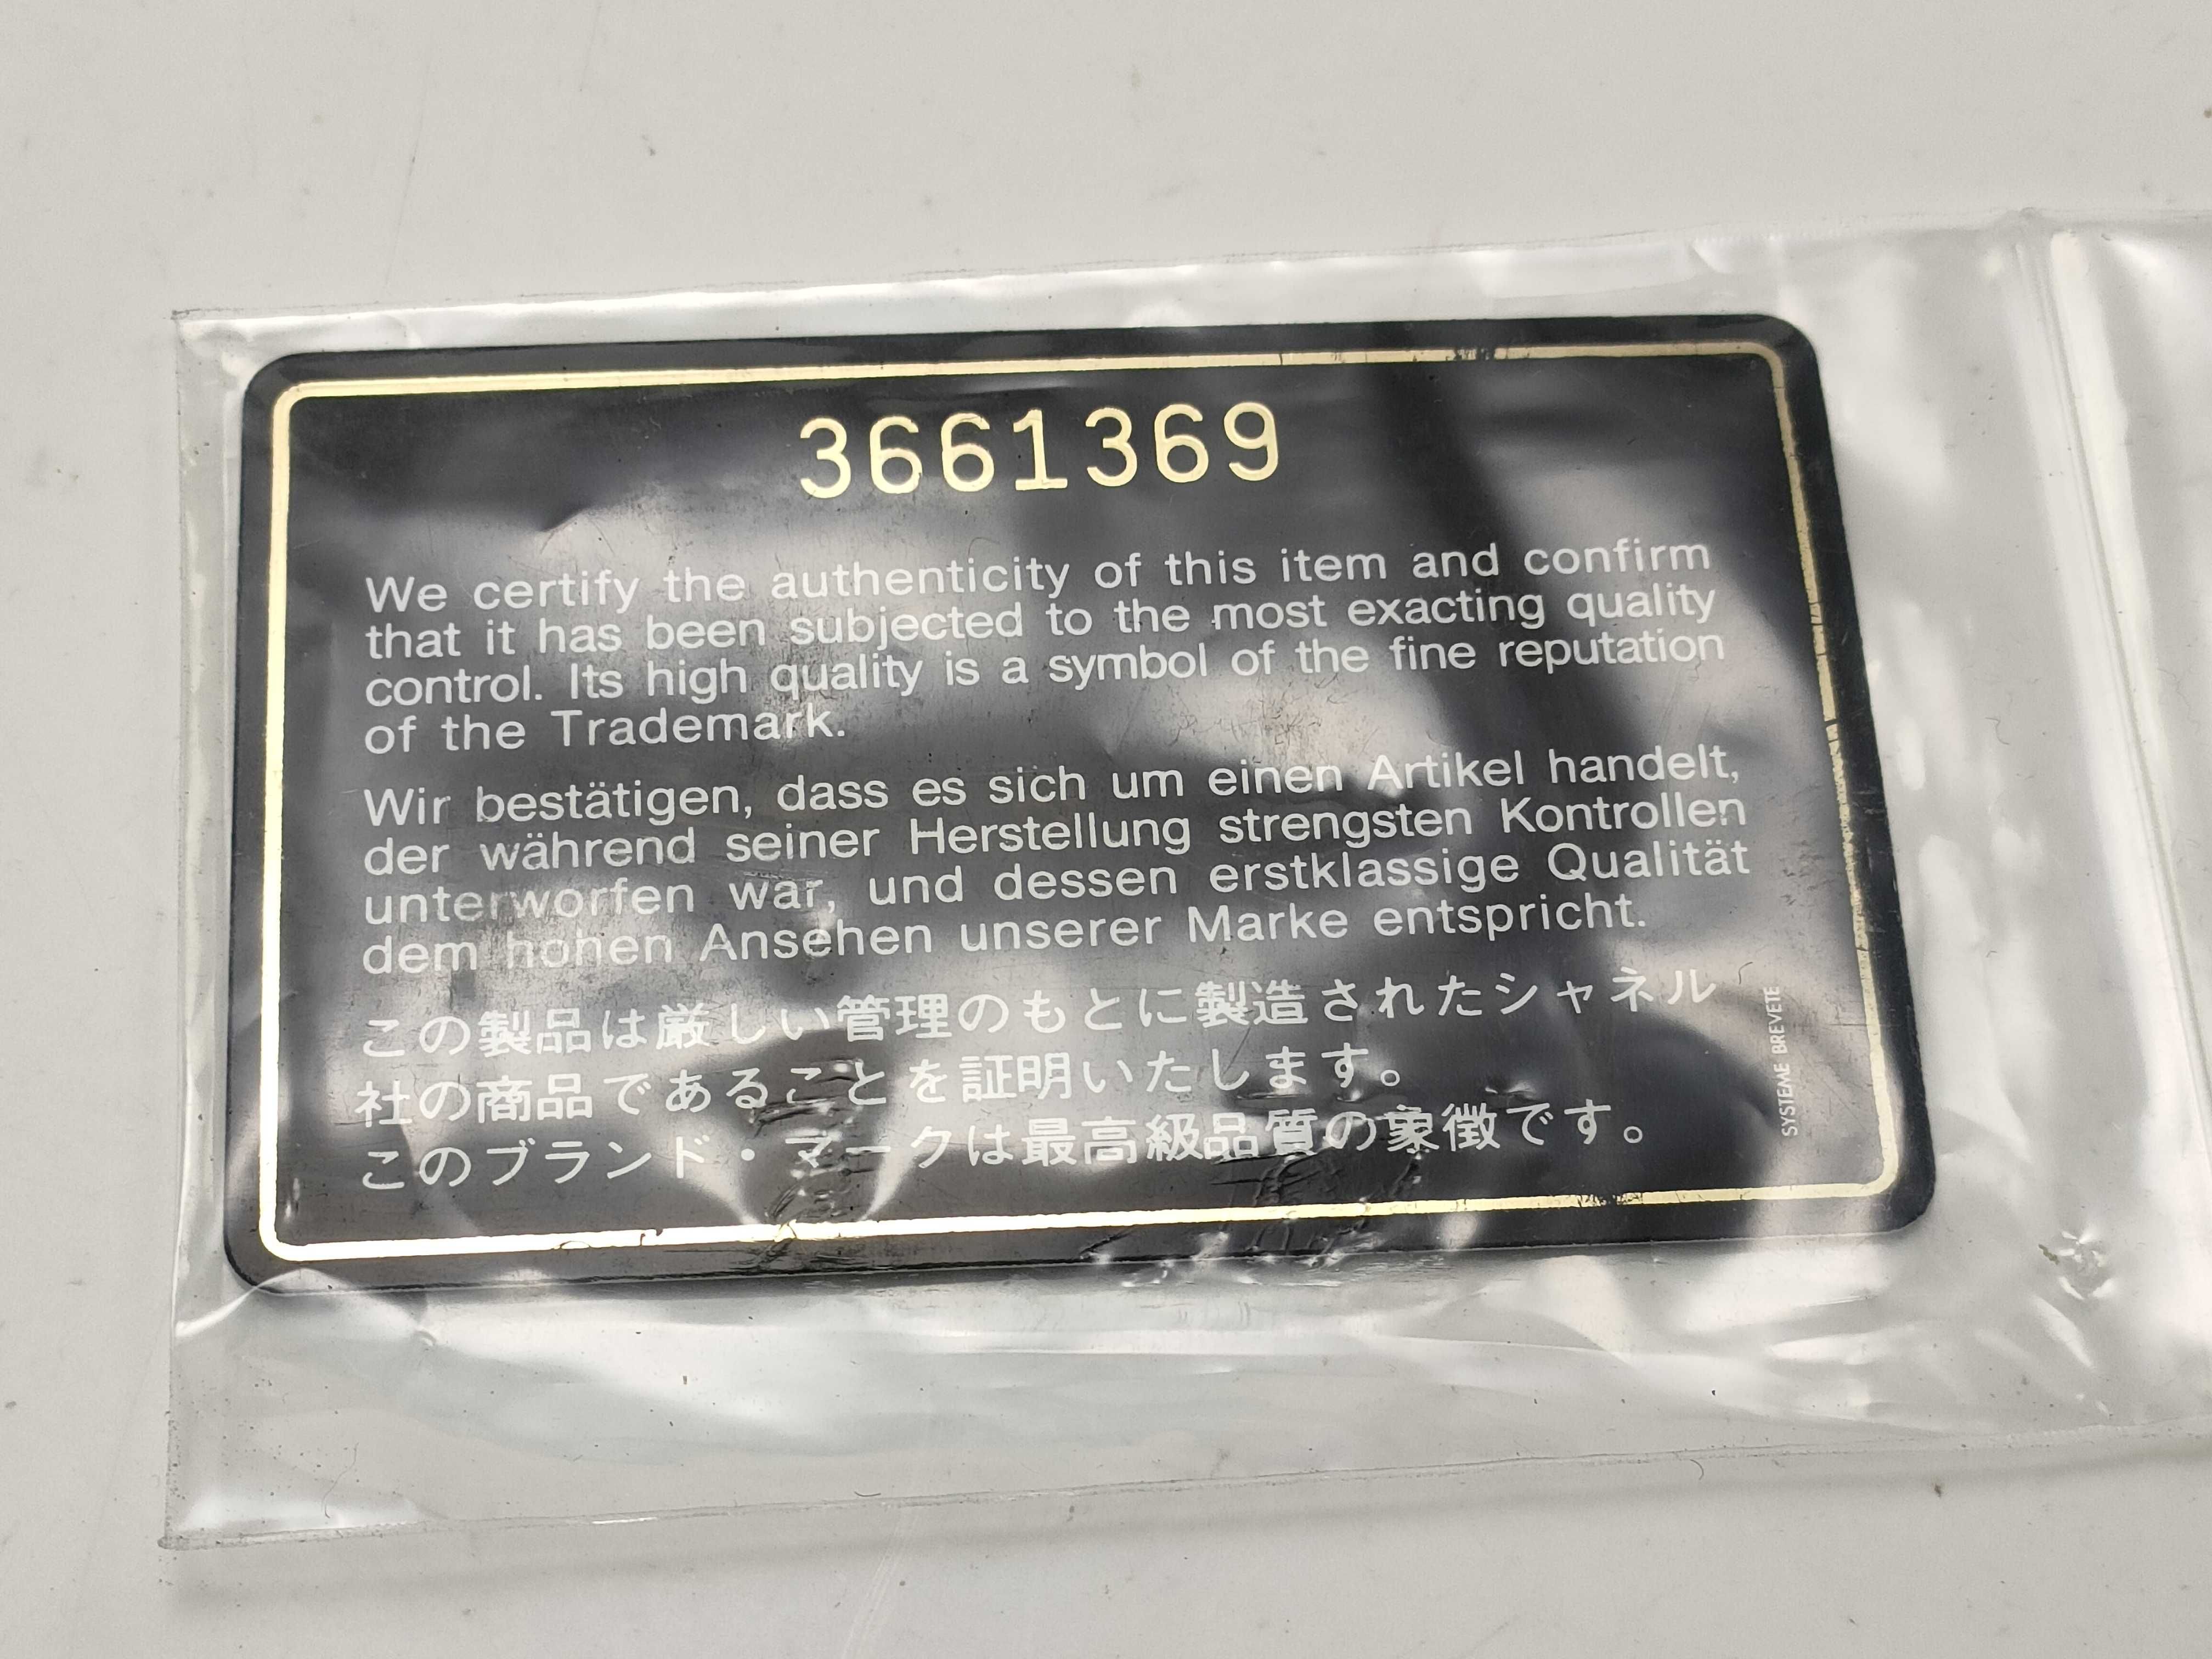 3661369
We certify the authenticity of this item and confirm
that it has been subjected to the most exacting quality
control. Its high quality is a symbol of the fine reputation
of the Trademark.
Wir bestätigen, dass es sich um einen Artikel handelt,
der während seiner Herstellung strengsten Kontrollen
unterworfen war, und dessen erstklassige Qualität
dem hohen Ansehen unserer Marke entspricht.
この製品は厳しい管理のもとに製造されたシャネル
社の商品であることを証明いたします。
このブランド・マークは最高級品質の象徴です。
SYSTEME BREVETE